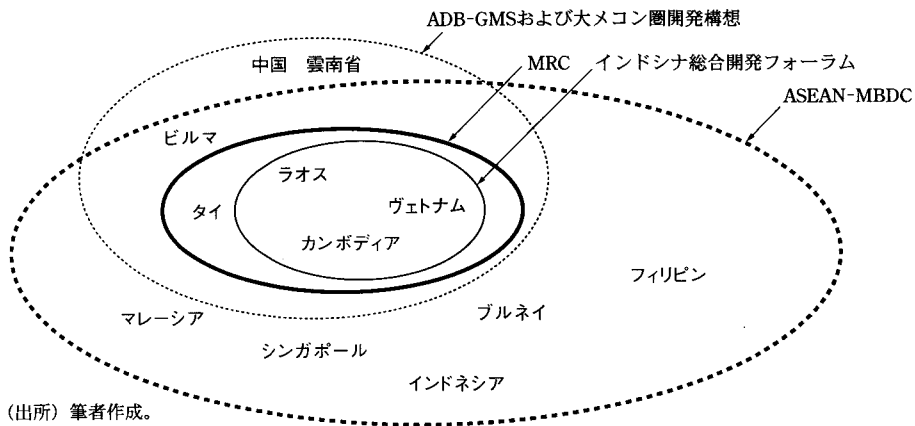 ADB-GMSおよび大メコン圏開発構想
中国 雲南省
MRC
インドシナ総合開発フォーラム
ASEAN-MBDC
ビルマ
ラオス
タイ
ヴェトナム
カンボディア
フィリピン
マレーシア
ブルネイ
シンガポール
インドネシア
(出所) 筆者作成。